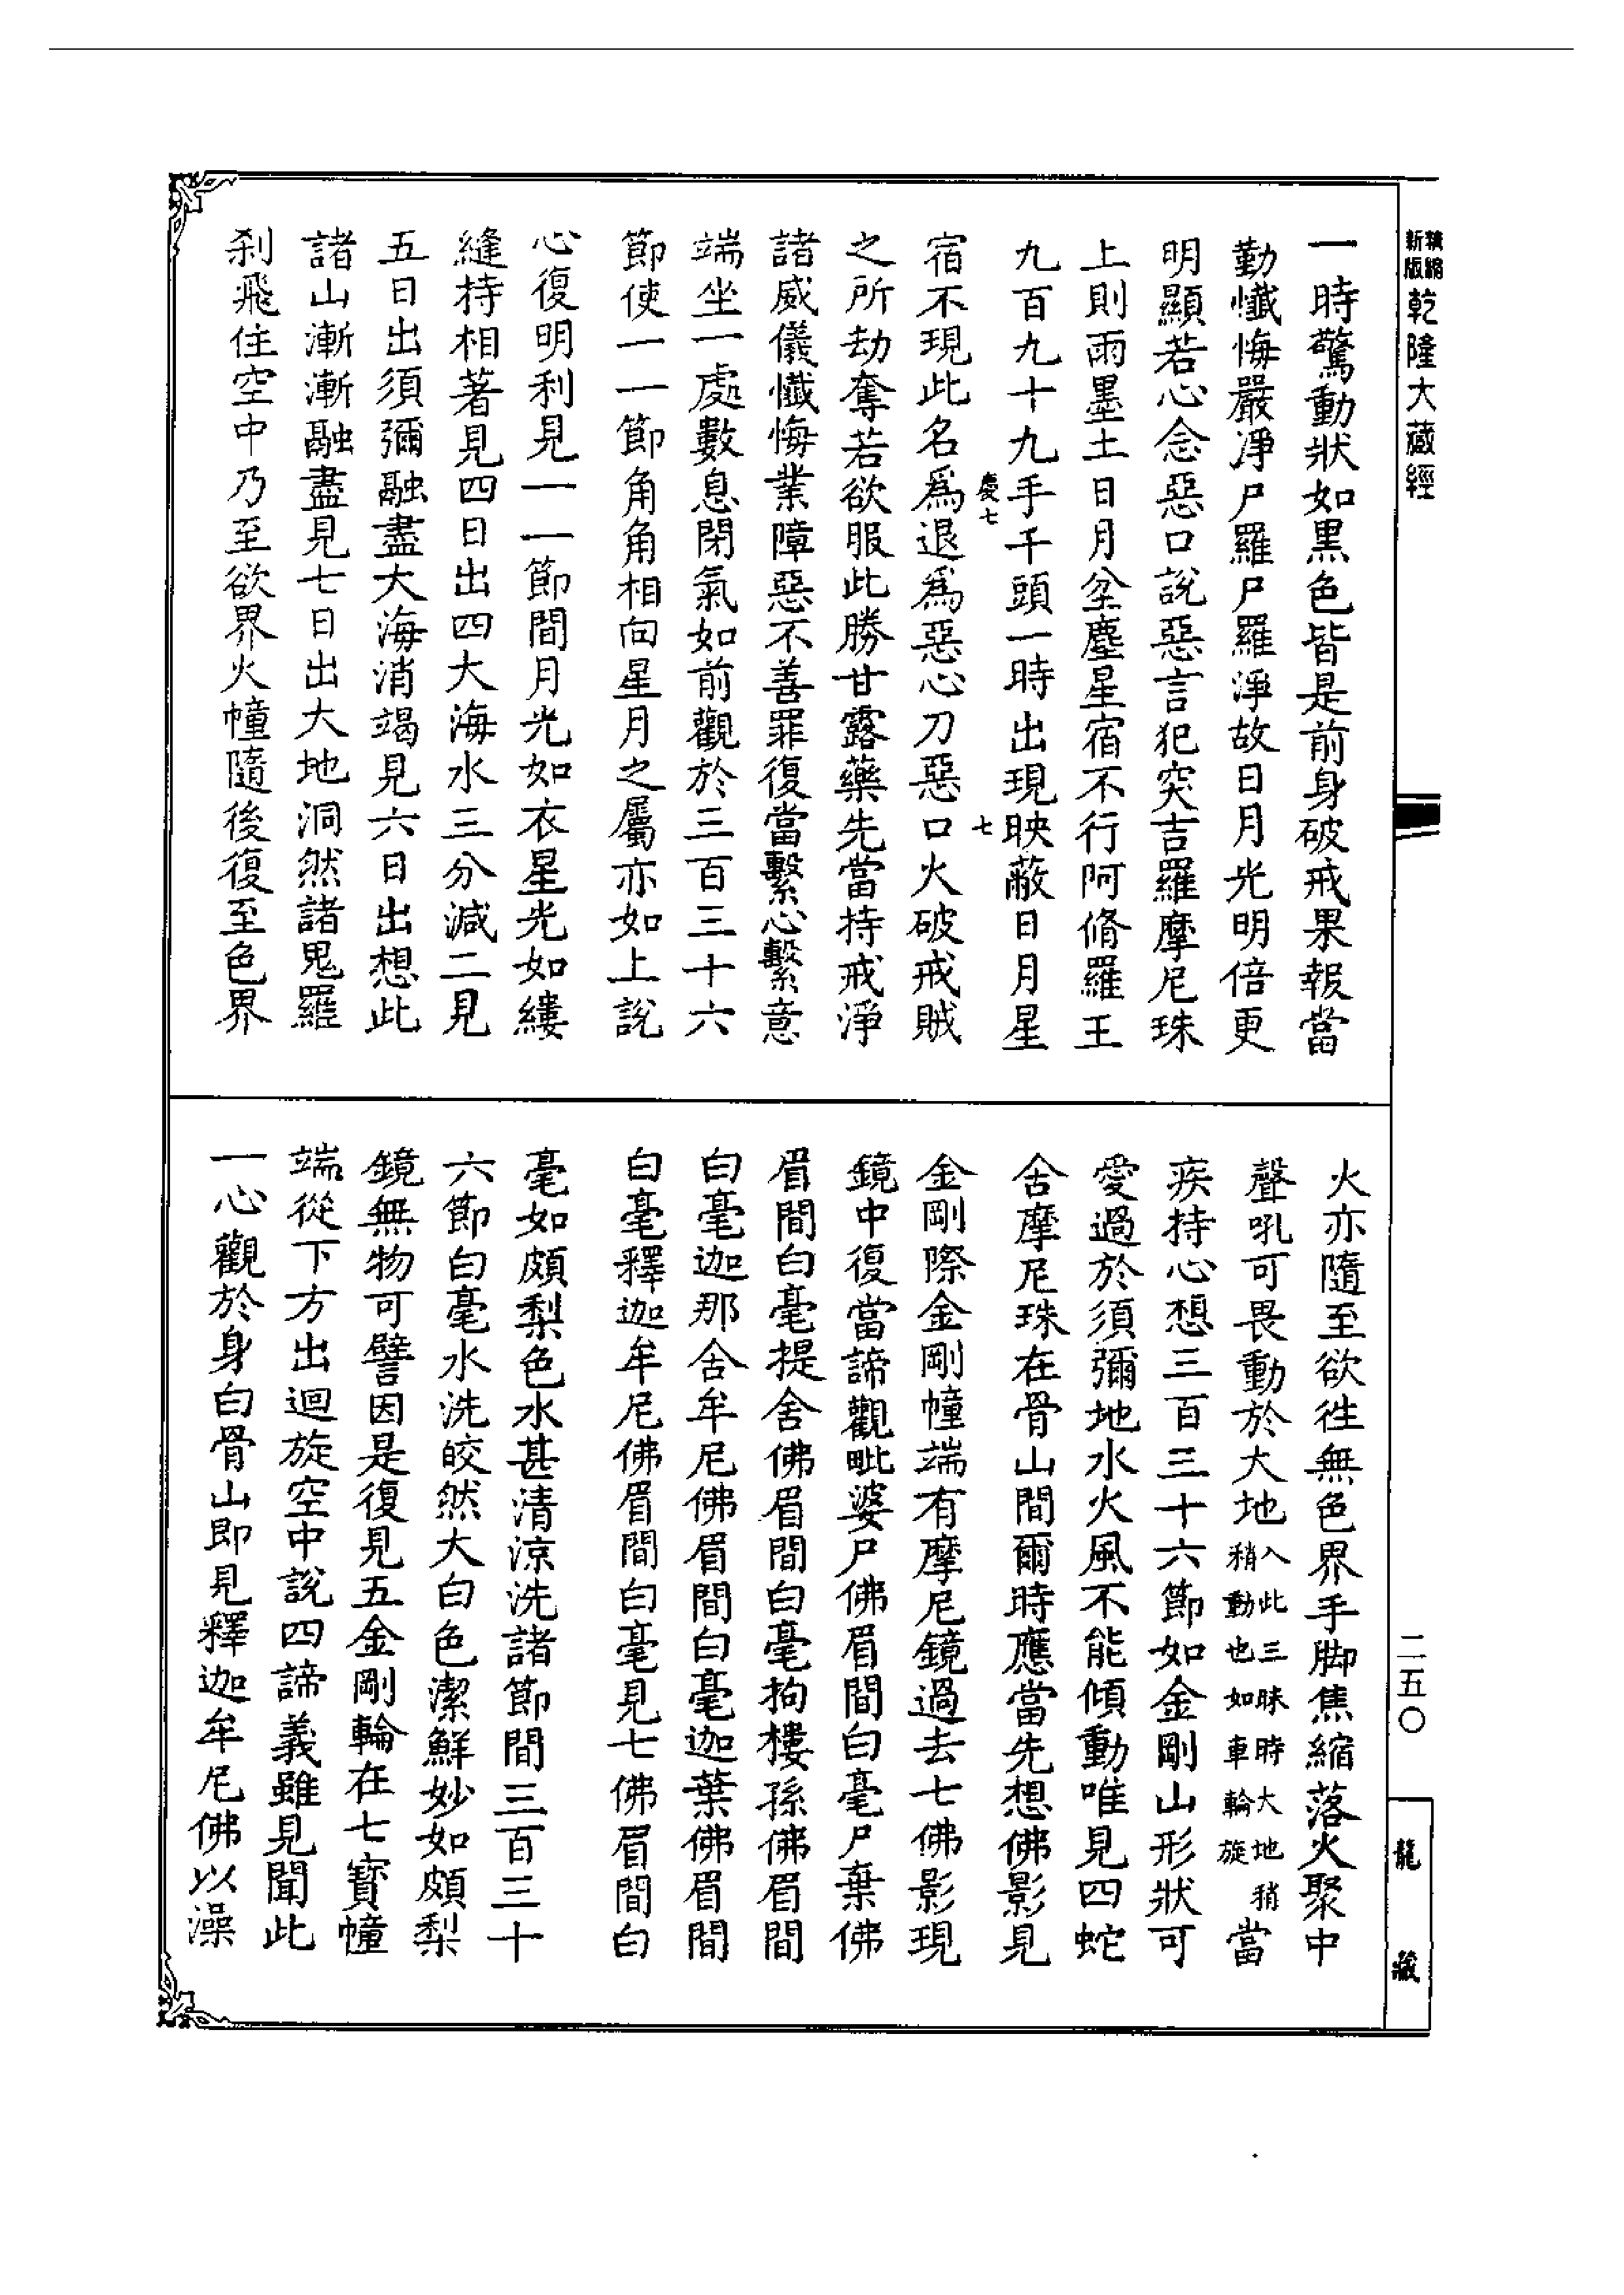 新版精縮乾隆大藏經
一時驚動狀如黑色皆是前身破戒果報當
勤懺悔嚴淨尸羅尸羅淨故日月光明倍更
明顯若心念惡口說惡言犯突吉羅摩尼珠
上則雨墨土日月坌塵星宿不行阿脩羅王
九百九十九手千頭一時出現映蔽日月星
慶七
七
宿不現此名爲退爲惡心刀惡口火破戒賊
之所劫奪若欲服此勝甘露藥先當持戒淨
諸威儀懺悔業障惡不善罪復當繫心繫意
端坐一處數息閉氣如前觀於三百三十六
節使一一節角角相向星月之屬亦如上說
心復明利見一一節間月光如衣星光如縷
縫持相著見四日出四大海水三分減二見
五日出須彌融盡大海消竭見六日出想此
諸山漸漸融盡見七日出大地洞然諸鬼羅
刹飛住空中乃至欲界火幢隨後復至色界
火亦隨至欲往無色界手脚焦縮落火聚中
聲吼可畏動於大地入此三昧時大地稍稍動也如車輪旋當
疾持心想三百三十六節如金剛山形狀可
愛過於須彌地水火風不能傾動唯見四蛇
舍摩尼珠在骨山間爾時應當先想佛影見
金剛際金剛幢端有摩尼鏡過去七佛影現
鏡中復當諦觀毗婆尸佛眉間白毫尸棄佛
眉間白毫提舍佛眉間白毫拘樓孫佛眉間
白毫迦那舍牟尼佛眉間白毫迦葉佛眉間
白毫釋迦牟尼佛眉間白毫見七佛眉間白
毫如頗梨色水甚清涼洗諸節間三百三十
六節白毫水洗皎然大白色潔鮮妙如頗梨
鏡無物可譬因是復見五金剛輪在七寶幢
端從下方出迴旋空中說四諦義雖見聞此
一心觀於身白骨山即見釋迦牟尼佛以澡
二五〇
龍藏